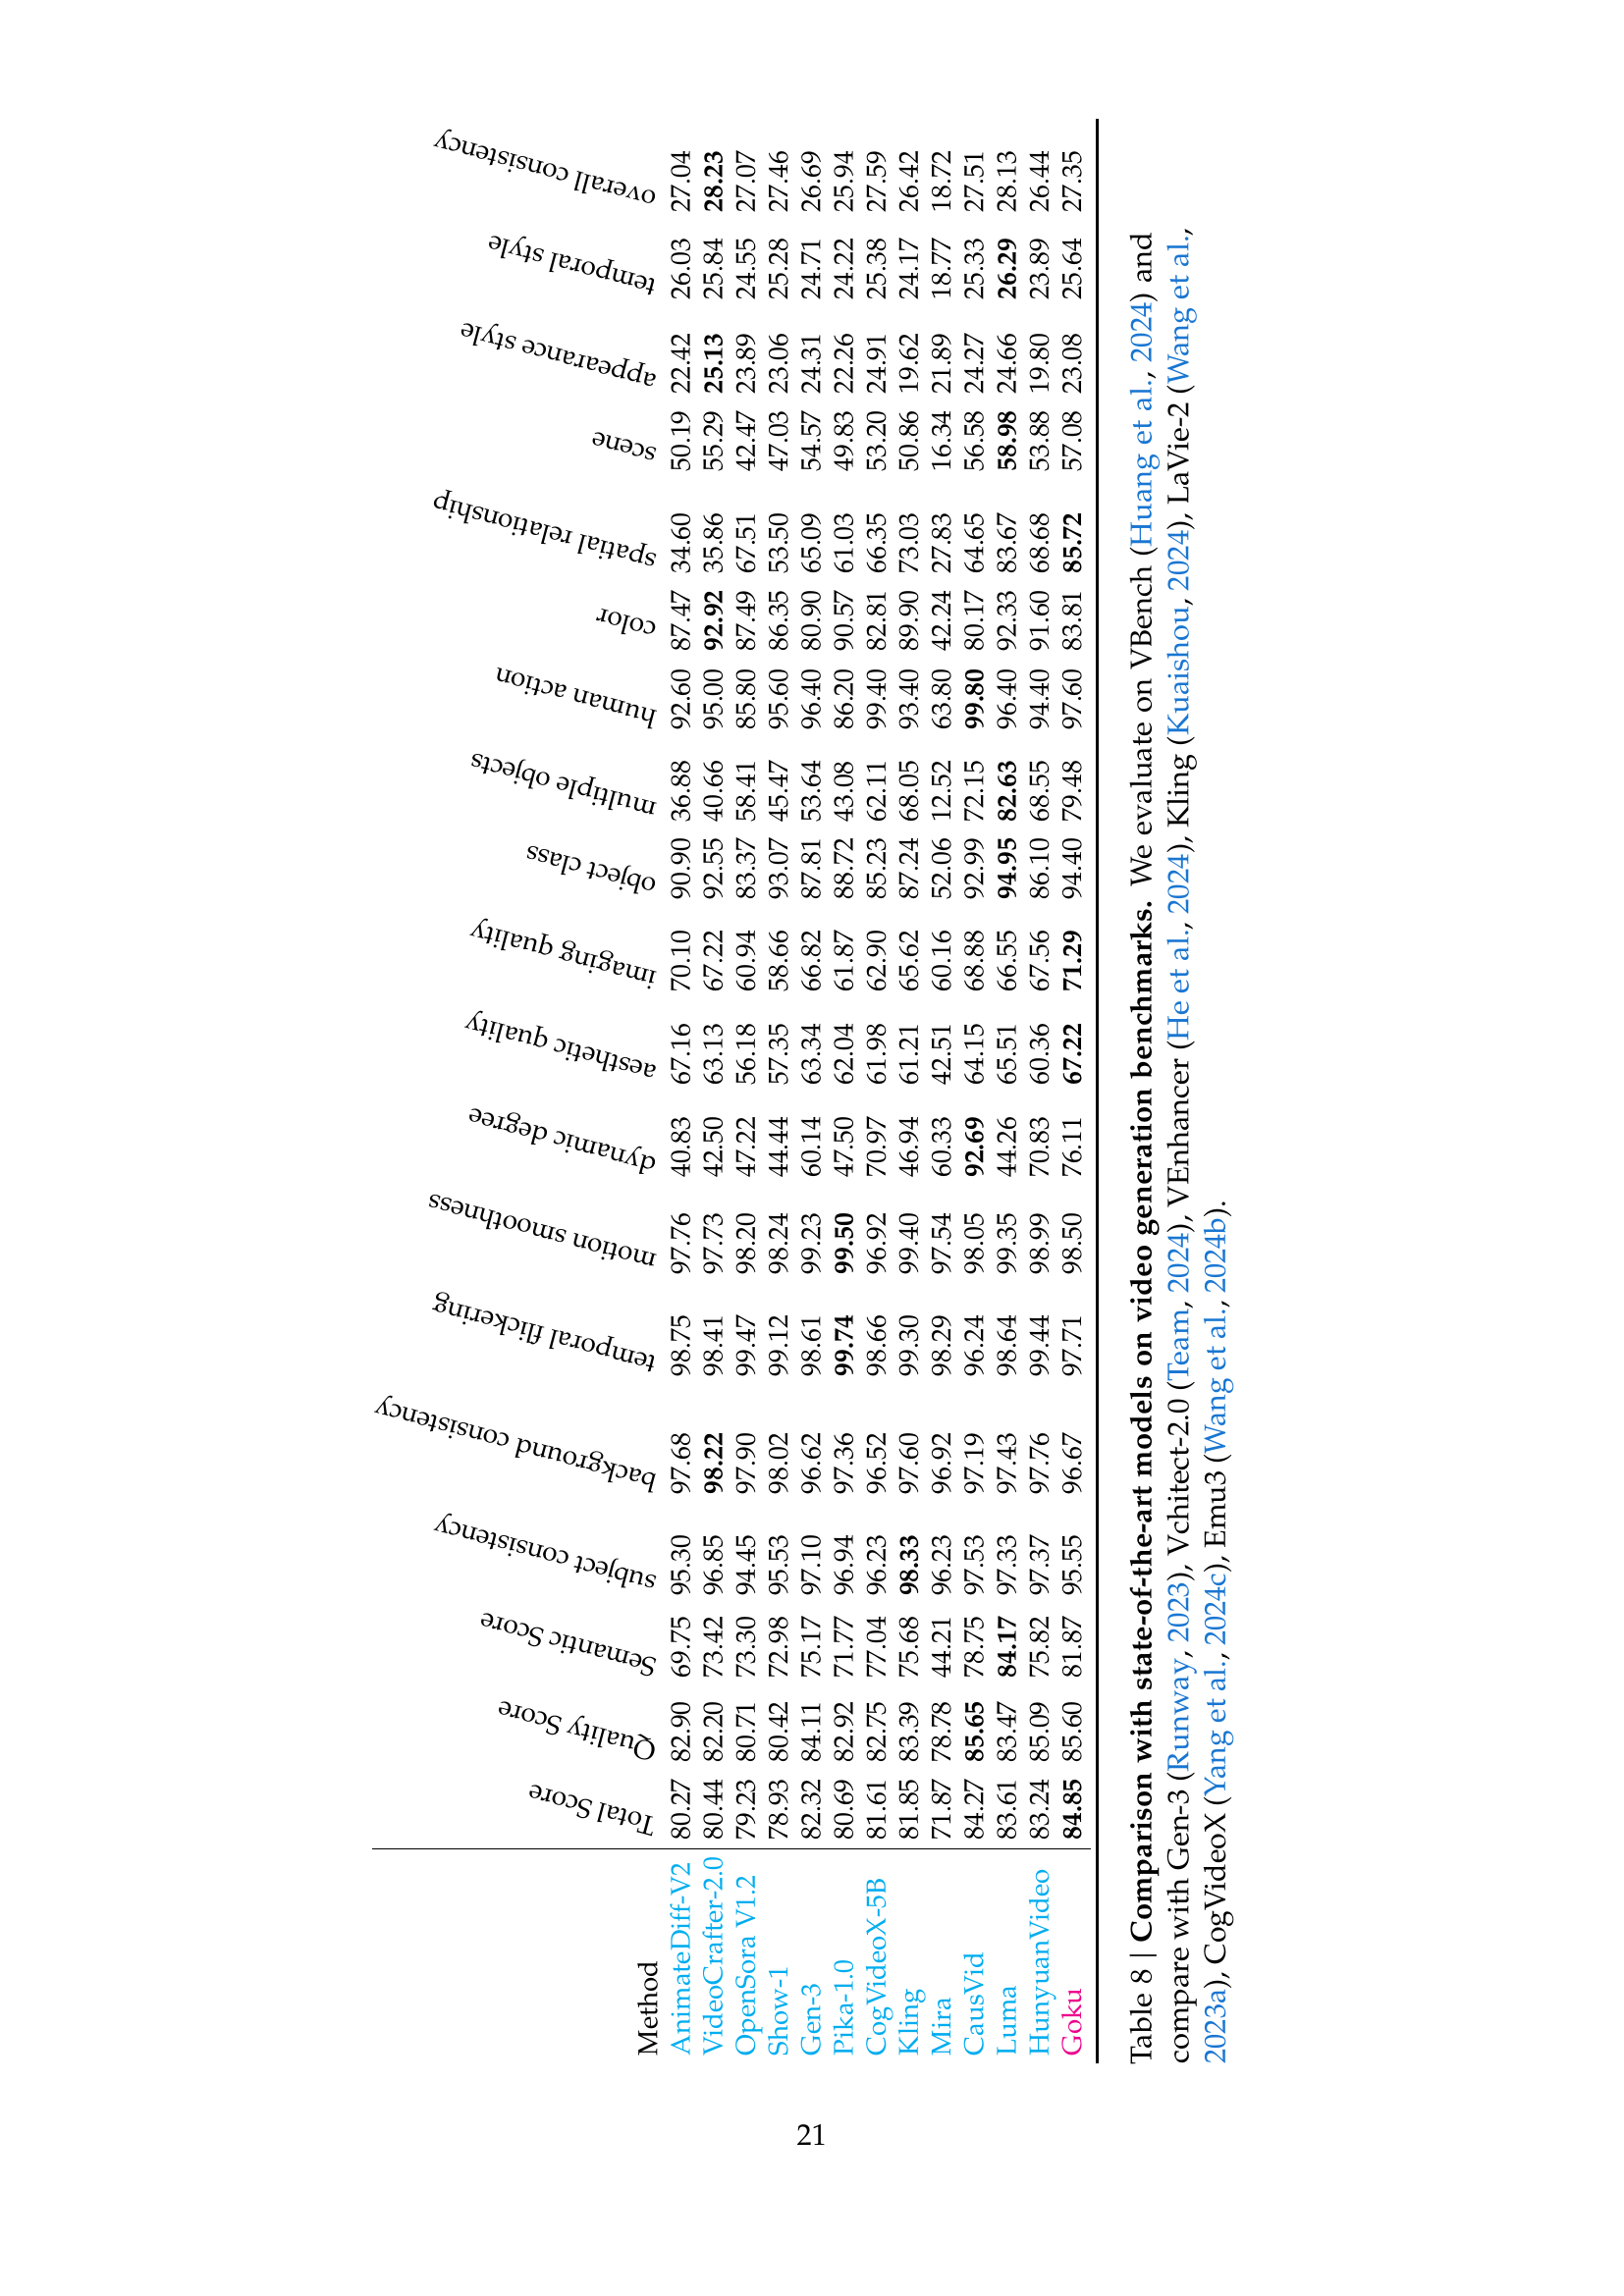 Method Total Score Quality Score Semantic Score subject consistency background consistency temporal flickering motion smoothness dynamic degree aesthetic quality imaging quality object class multiple objects human action color spatial relationship scene appearance style temporal style overall consistency
AnimateDiff-V2 80.27 82.90 69.75 95.30 97.68 98.75 97.76 40.83 67.16 70.10 90.90 36.88 92.60 87.47 34.60 50.19 22.42 26.03 27.04
VideoCrafter-2.0 80.44 82.20 73.42 96.85 98.22 98.41 97.73 42.50 63.13 67.22 92.55 40.66 95.00 92.92 35.86 55.29 25.13 25.84 28.23
OpenSora V1.2 79.23 80.71 73.30 94.45 97.90 99.47 98.20 47.22 56.18 60.94 83.37 58.41 85.80 87.49 67.51 42.47 23.89 24.55 27.07
Show-1 78.93 80.42 72.98 95.53 98.02 99.12 98.24 44.44 57.35 58.66 93.07 45.47 95.60 86.35 53.50 47.03 23.06 25.28 27.46
Gen-3 82.32 84.11 75.17 97.10 96.62 98.61 99.23 60.14 63.34 66.82 87.81 53.64 96.40 80.90 65.09 54.57 24.31 24.71 26.69
Pika-1.0 80.69 82.92 71.77 96.94 97.36 99.74 99.50 47.50 62.04 61.87 88.72 43.08 86.20 90.57 61.03 49.83 22.26 24.22 25.94
CogVideoX-5B 81.61 82.75 77.04 96.23 96.52 98.66 96.92 70.97 61.98 62.90 85.23 62.11 99.40 82.81 66.35 53.20 24.91 25.38 27.59
Kling 81.85 83.39 75.68 98.33 97.60 99.30 99.40 46.94 61.21 65.62 87.24 68.05 93.40 89.90 73.03 50.86 19.62 24.17 26.42
Mira 71.87 78.78 44.21 96.23 96.92 98.29 97.54 60.33 42.51 60.16 52.06 12.52 63.80 42.24 27.83 16.34 21.89 18.77 18.72
CausVid 84.27 85.65 78.75 97.53 97.19 96.24 98.05 92.69 64.15 68.88 92.99 72.15 99.80 80.17 64.65 56.58 24.27 25.33 27.51
Luma 83.61 83.47 84.17 97.33 97.43 98.64 99.35 44.26 65.51 66.55 94.95 82.63 96.40 92.33 83.67 58.98 24.66 26.29 28.13
HunyuanVideo 83.24 85.09 75.82 97.37 97.76 99.44 98.99 70.83 60.36 67.56 86.10 68.55 94.40 91.60 68.68 53.88 19.80 23.89 26.44
Goku 84.85 85.60 81.87 95.55 96.67 97.71 98.50 76.11 67.22 71.29 94.40 79.48 97.60 83.81 85.72 57.08 23.08 25.64 27.35
Table 8 | Comparison with state-of-the-art models on video generation benchmarks. We evaluate on VBench (Huang et al., 2024) and
compare with Gen-3 (Runway, 2023), Vchitect-2.0 (Team, 2024), VEnhancer (He et al., 2024), Kling (Kuaishou, 2024), LaVie-2 (Wang et al.,
2023a), CogVideoX (Yang et al., 2024c), Emu3 (Wang et al., 2024b).
21